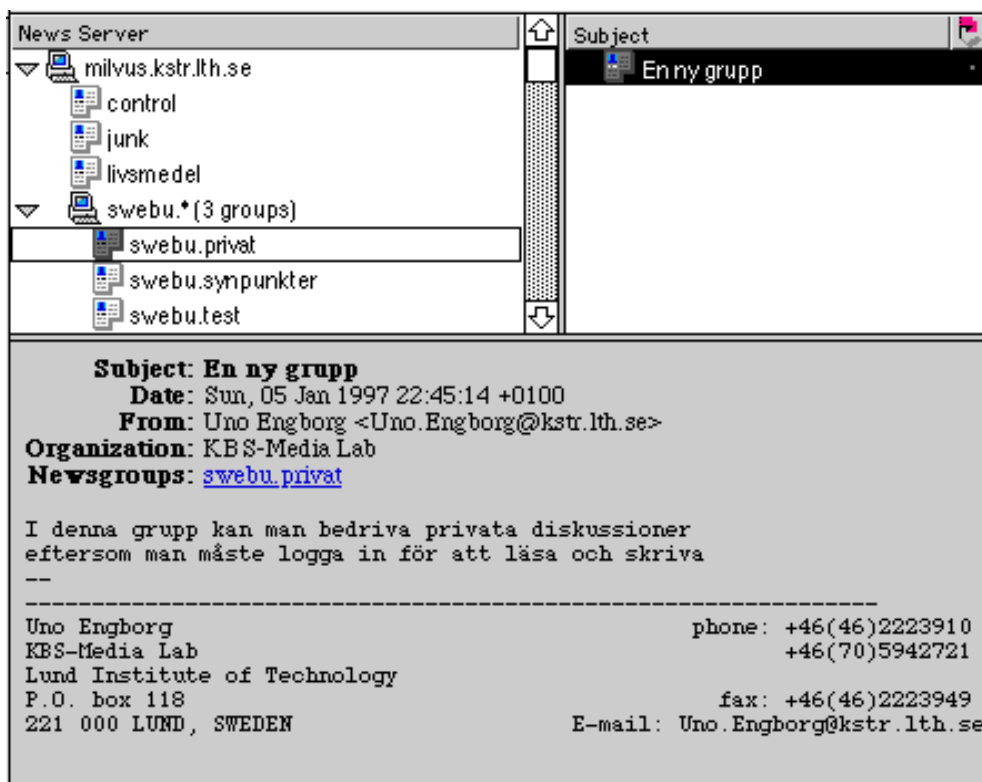 News Server
milvus.kstr.lth.se
control
junk
livsmedel
swebu.* (3 groups)
swebu.privat
swebu.synpunkter
swebu.test
Subject
En ny grupp
Subject: En ny grupp
Date: Sun, 05 Jan 1997 22:45:14 +0100
From: Uno Engborg <Uno.Engborg@kstr.lth.se>
Organization: KBS-Media Lab
Newsgroups: swebu.privat
I denna grupp kan man bedriva privata diskussioner
eftersom man måste logga in för att läsa och skriva
--
----------------------------------------------------------------
Uno Engborg phone: +46(46)2223910
KBS-Media Lab +46(70)5942721
Lund Institute of Technology
P.O. box 118 fax: +46(46)2223949
221 000 LUND, SWEDEN E-mail: Uno.Engborg@kstr.lth.se